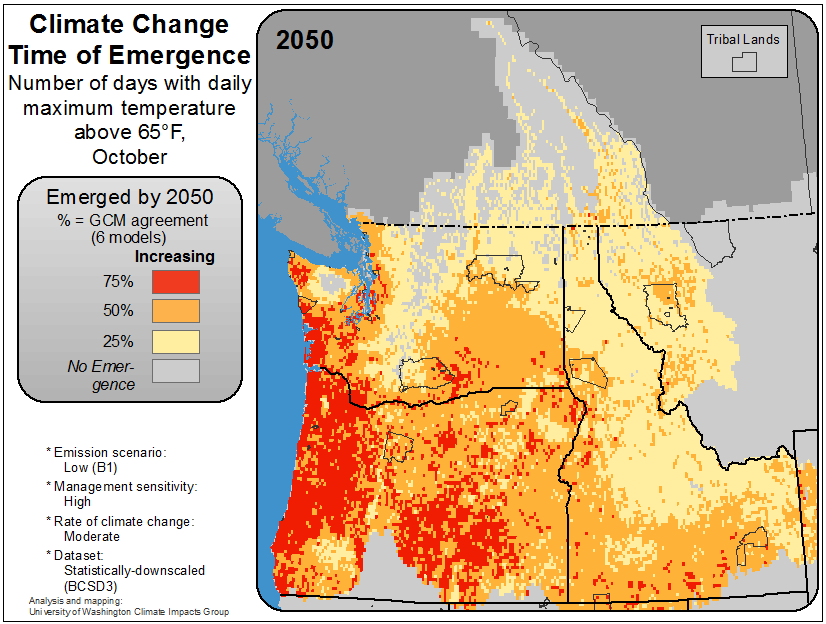 Climate Change
Time of Emergence
Number of days with daily
maximum temperature
above 65°F,
October
Emerged by 2050
% = GCM agreement
(6 models)
Increasing
75%
50%
25%
No Emer-
gence
* Emission scenario:
Low (B1)
* Management sensitivity:
High
* Rate of climate change:
Moderate
* Dataset:
Statistically-downscaled
(BCSD3)
Analysis and mapping:
University of Washington Climate Impacts Group
2050
Tribal Lands